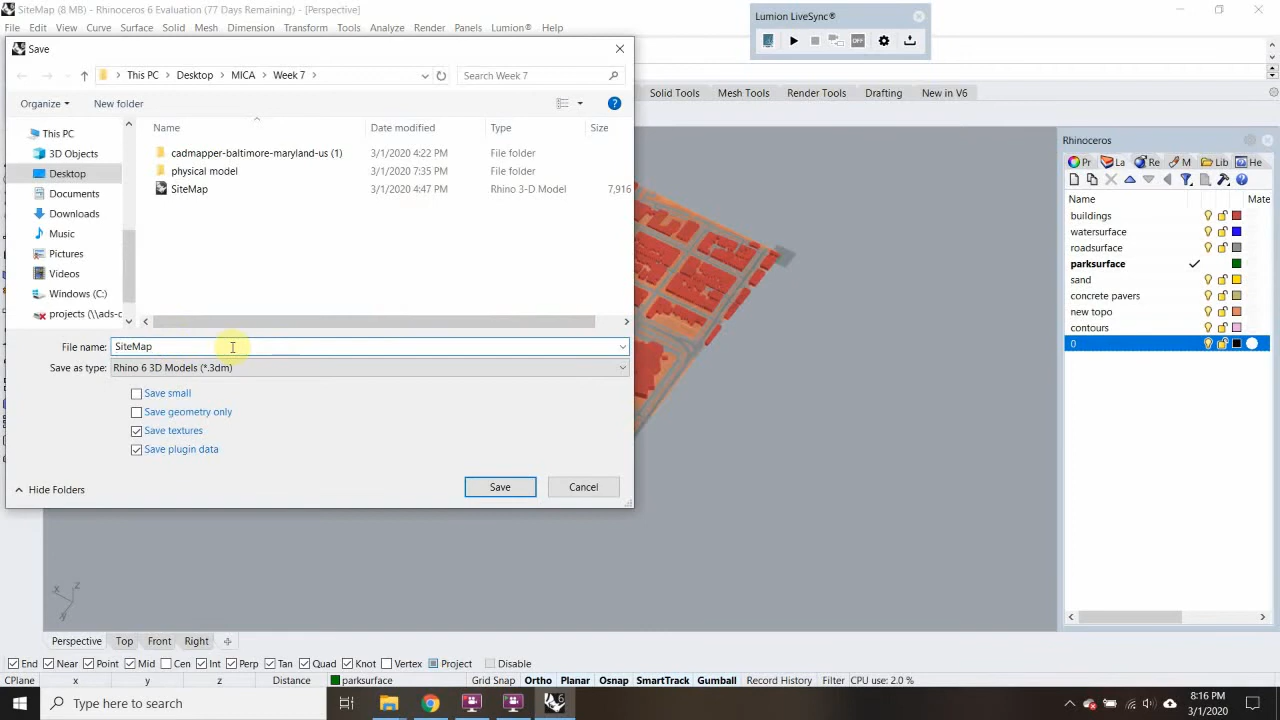 SiteMap (8 MB) - Rhinoceros 6 Evaluation (77 Days Remaining) - [Perspective]
File Edit View Curve Surface Solid Mesh Dimension Transform Tools Analyze Render Panels Lumion® Help
Lumion LiveSync®
OFF
Save
This PC > Desktop > MICA > Week 7 >
Search Week 7
Organize
New folder
Solid Tools Mesh Tools Render Tools Drafting New in V6
Name Date modified Type Size
This PC
3D Objects
Desktop
Documents
Downloads
Music
Pictures
Videos
Windows (C:)
projects (\\ads-c
cadmapper-baltimore-maryland-us (1) 3/1/2020 4:22 PM File folder
physical model 3/1/2020 7:35 PM File folder
SiteMap 3/1/2020 4:47 PM Rhino 3-D Model 7,916
File name: SiteMap
Save as type: Rhino 6 3D Models (*.3dm)
Save small
Save geometry only
Save textures
Save plugin data
Hide Folders
Save
Cancel
Rhinoceros
Pr La Re M Lib He
Name Mate
buildings
watersurface
roadsurface
parksurface
sand
concrete pavers
new topo
contours
0
x z y
Perspective Top Front Right
End Near Point Mid Cen Int Perp Tan Quad Knot Vertex Project Disable
CPlane x y z Distance parksurface Grid Snap Ortho Planar Osnap SmartTrack Gumball Record History Filter CPU use: 2.0 %
Type here to search
8:16 PM
3/1/2020